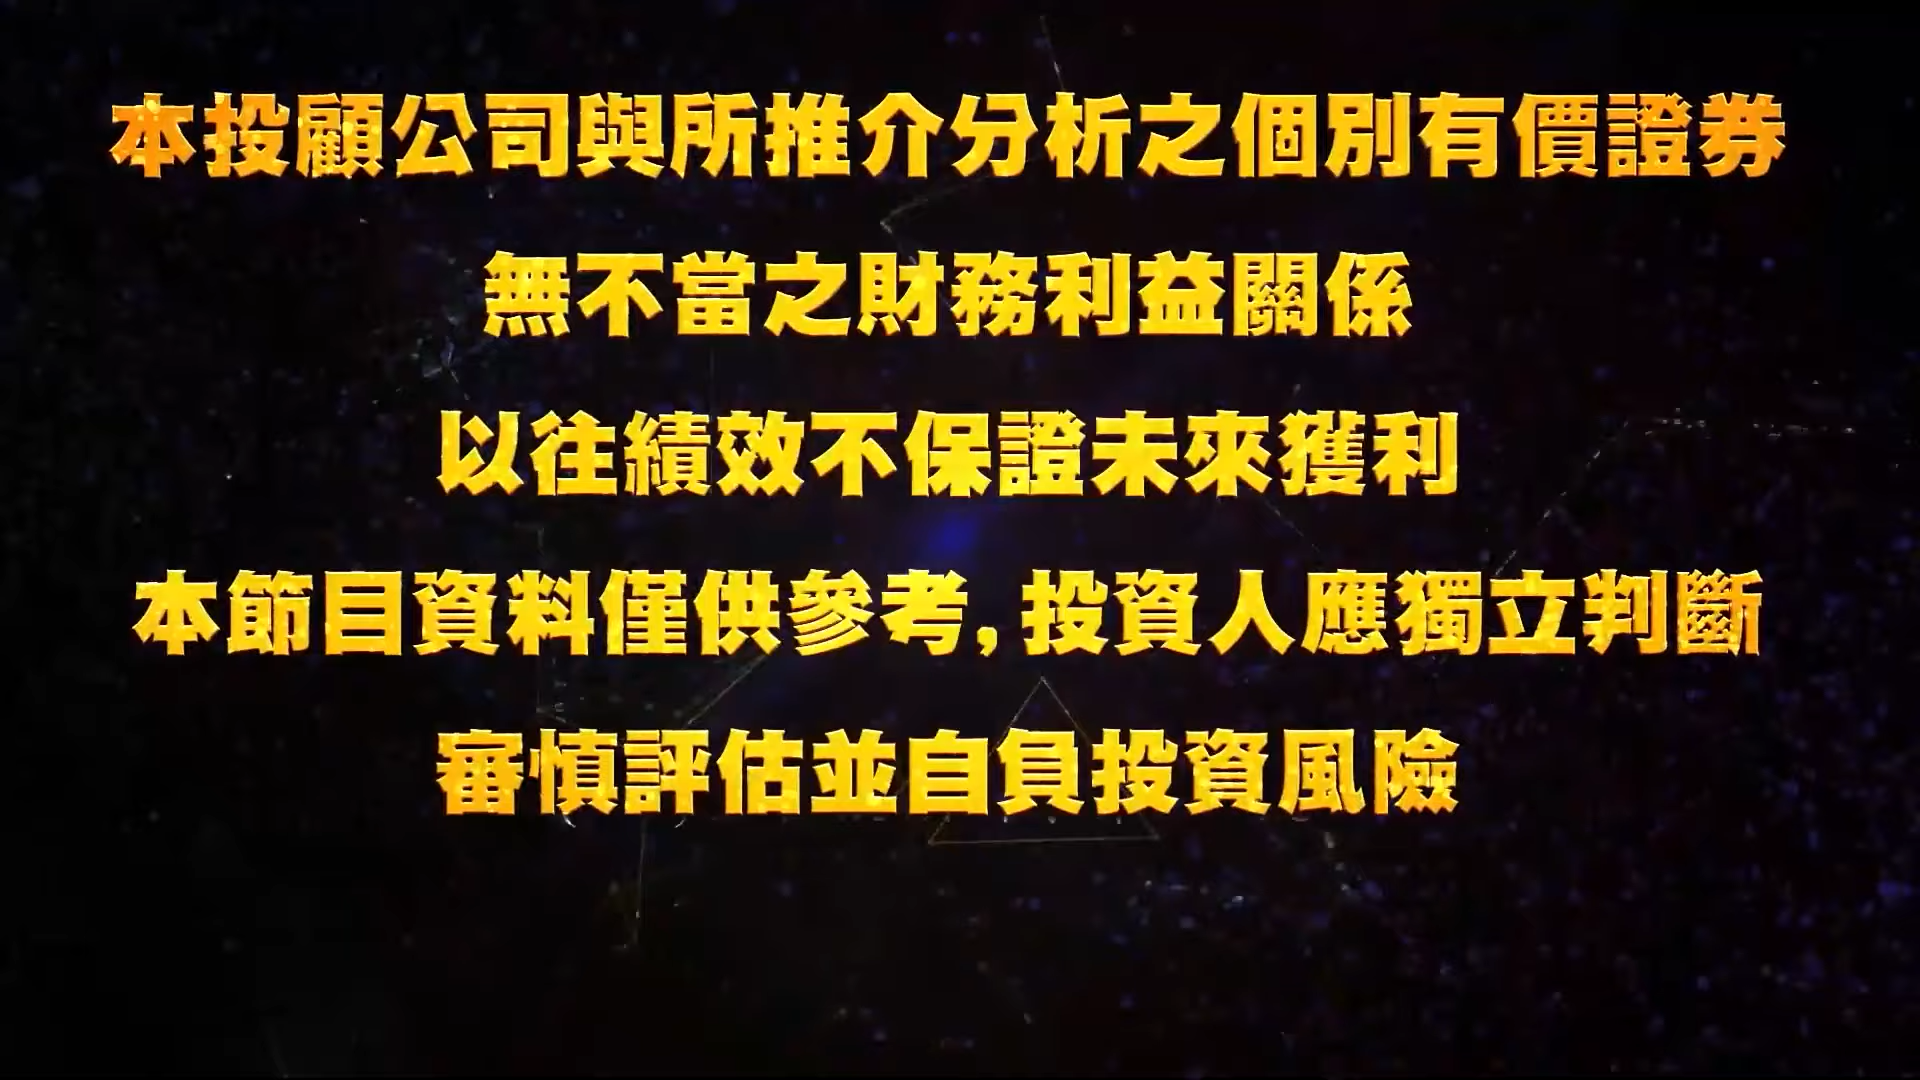 本投顧公司與所推介分析之個別有價證券
無不當之財務利益關係
以往績效不保證未來獲利
本節目資料僅供參考,投資人應獨立判斷
審慎評估並自負投資風險